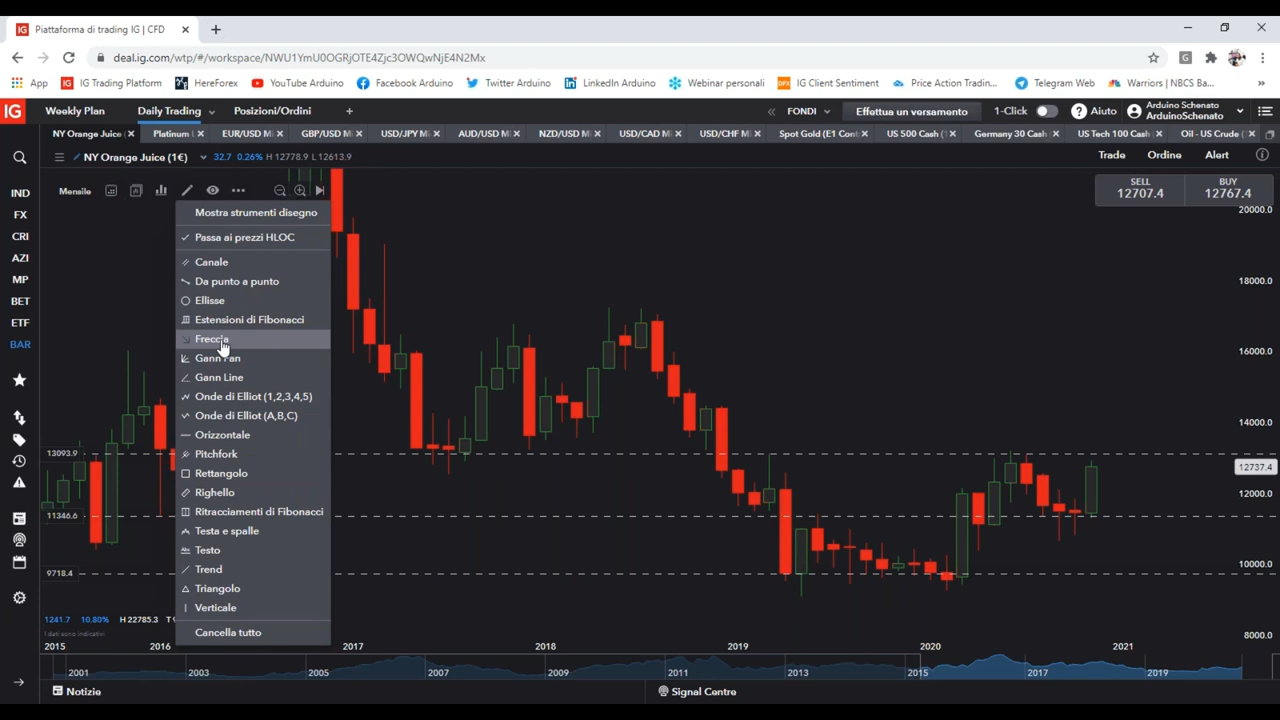 Piattaforma di trading IG | CFD
deal.ig.com/wtp/#/workspace/NWU1YmU0OGRjOTE4Zjc3OWQwNjE4N2Mx
App IG Trading Platform HereForex YouTube Arduino Facebook Arduino Twitter Arduino LinkedIn Arduino Webinar personali IG Client Sentiment Price Action Tradin... Telegram Web Warriors | NBCS Ba...
IG Weekly Plan Daily Trading Posizioni/Ordini + FONDI Effettua un versamento 1-Click Aiuto Arduino Schenato
ArduinoSchenato
NY Orange Juice ( Platinum EUR/USD Mi GBP/USD Mi USD/JPY Mi AUD/USD M NZD/USD Mi USD/CAD Mi USD/CHF Mi Spot Gold (E1 Cont US 500 Cash ( Germany 30 Cash US Tech 100 Cash Oil - US Crude (
NY Orange Juice (1€) 32.7 0.26% H 12778.9 L 12613.9 Trade Ordine Alert
Mensile
SELL BUY
12707.4 12767.4
IND
FX
CRI
AZI
MP
BET
ETF
BAR
Mostra strumenti disegno
Passa ai prezzi HLOC
Canale
Da punto a punto
Ellisse
Estensioni di Fibonacci
Freccia
Gann Fan
Gann Line
Onde di Elliot (1,2,3,4,5)
Onde di Elliot (A,B,C)
Orizzontale
Pitchfork
Rettangolo
Righello
Ritracciamenti di Fibonacci
Testa e spalle
Testo
Trend
Triangolo
Verticale
Cancella tutto
20000.0
18000.0
16000.0
14000.0
13093.9
12737.4
12000.0
11346.6
10000.0
9718.4
8000.0
1241.7 10.80% H 22785.3 T
I dati sono indicativi
2015 2016 2017 2018 2019 2020 2021
2001 2003 2005 2007 2009 2011 2013 2015 2017 2019
Notizie Signal Centre